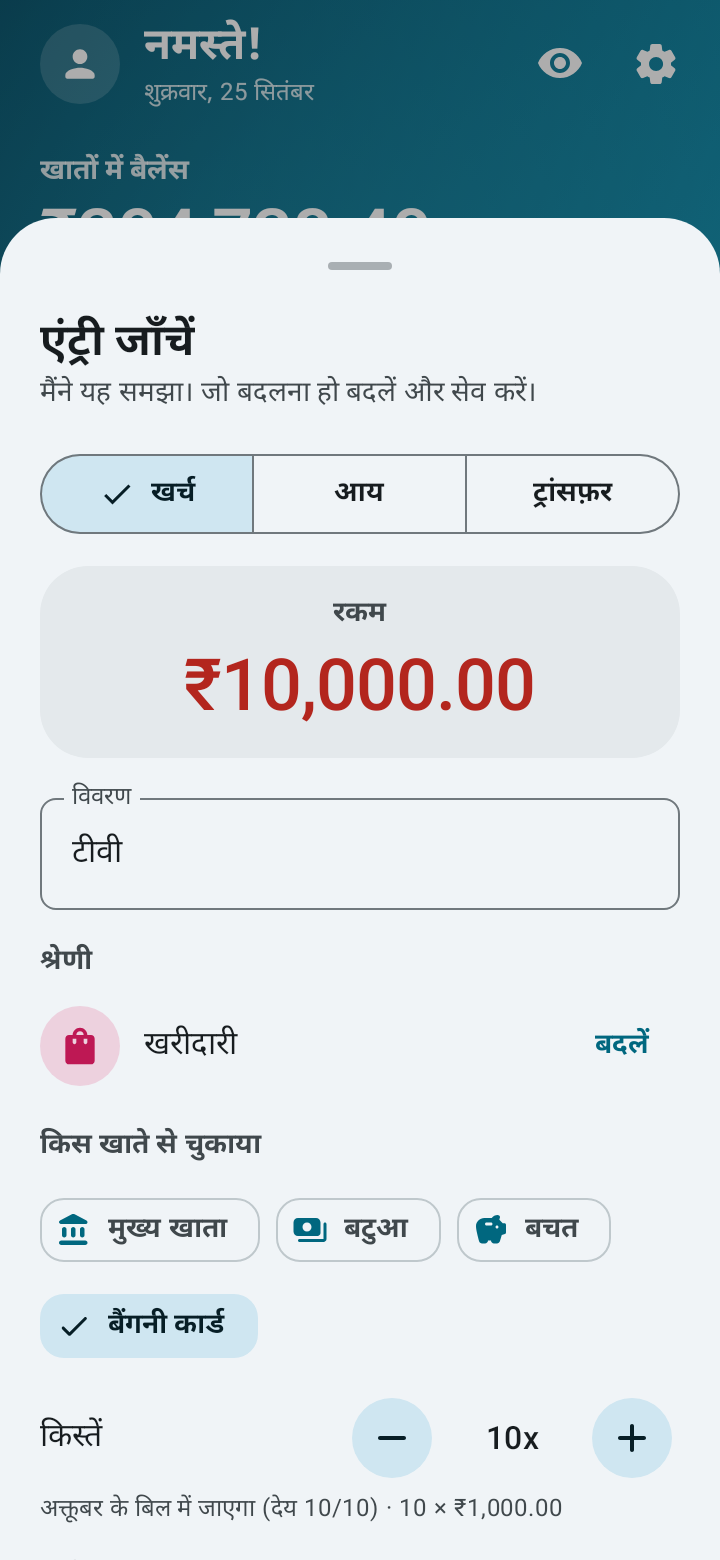 नमस्ते!
शुक्रवार, 25 सितंबर
खातों में बैलेंस
एंट्री जाँचें
मैंने यह समझा। जो बदलना हो बदलें और सेव करें।
खर्च
आय
ट्रांसफ़र
रकम
₹10,000.00
विवरण
टीवी
श्रेणी
खरीदारी
बदलें
किस खाते से चुकाया
मुख्य खाता
बटुआ
बचत
बैंगनी कार्ड
किस्तें
10x
अक्तूबर के बिल में जाएगा (देय 10/10) · 10 × ₹1,000.00